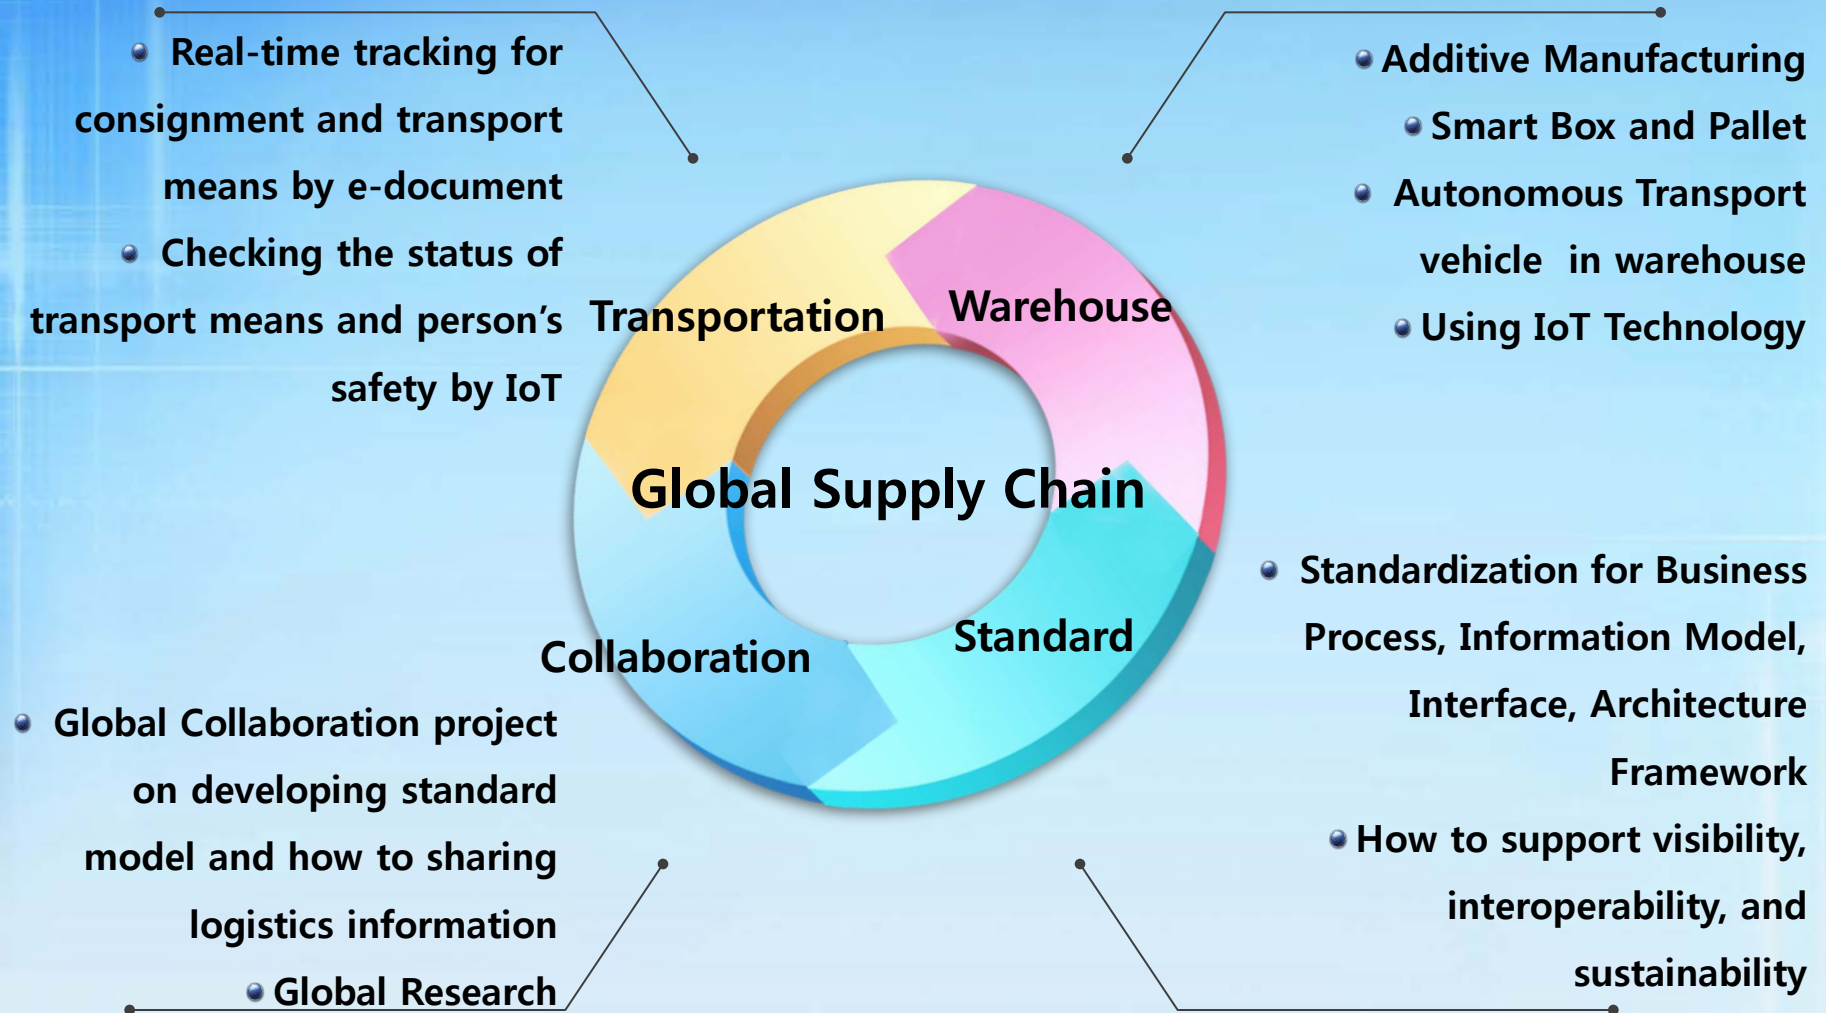 Real-time tracking for
consignment and transport
means by e-document
Checking the status of
transport means and person’s
safety by IoT
Additive Manufacturing
Smart Box and Pallet
Autonomous Transport
vehicle in warehouse
Using IoT Technology
Transportation
Warehouse
Global Supply Chain
Collaboration
Standard
Global Collaboration project
on developing standard
model and how to sharing
logistics information
Global Research
Standardization for Business
Process, Information Model,
Interface, Architecture
Framework
How to support visibility,
interoperability, and
sustainability